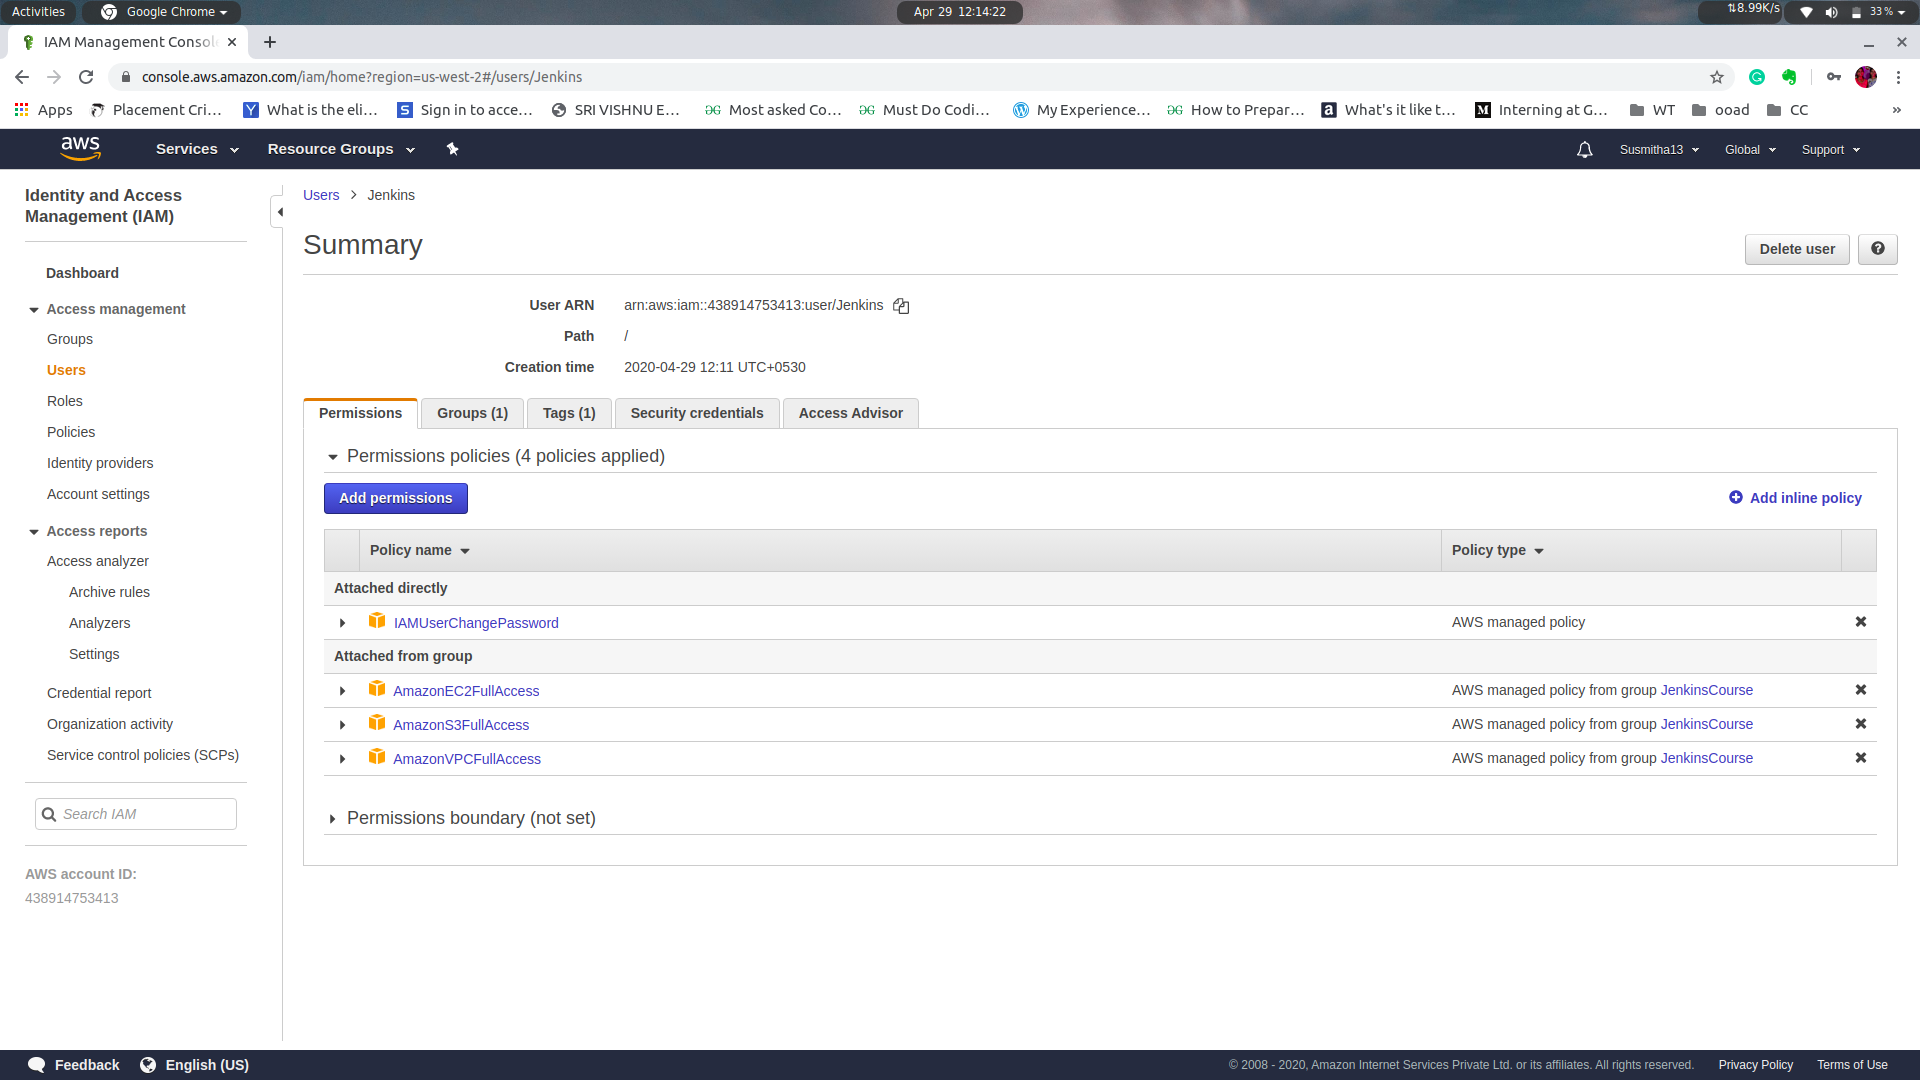 Activities Google Chrome Apr 29 12:14:22 8.99K/s 33 %
IAM Management Consol
console.aws.amazon.com/iam/home?region=us-west-2#/users/Jenkins
Apps Placement Cri… What is the eli… Sign in to acce… SRI VISHNU E… Most asked Co… Must Do Codi… My Experience… How to Prepar… What's it like t… Interning at G… WT ooad CC »
aws Services Resource Groups Susmitha13 Global Support
Identity and Access
Management (IAM)
Dashboard
Access management
Groups
Users
Roles
Policies
Identity providers
Account settings
Access reports
Access analyzer
Archive rules
Analyzers
Settings
Credential report
Organization activity
Service control policies (SCPs)
Search IAM
AWS account ID:
438914753413
Users > Jenkins
Summary
Delete user
User ARN arn:aws:iam::438914753413:user/Jenkins
Path /
Creation time 2020-04-29 12:11 UTC+0530
Permissions Groups (1) Tags (1) Security credentials Access Advisor
Permissions policies (4 policies applied)
Add permissions Add inline policy
Policy name Policy type
Attached directly
IAMUserChangePassword AWS managed policy
Attached from group
AmazonEC2FullAccess AWS managed policy from group JenkinsCourse
AmazonS3FullAccess AWS managed policy from group JenkinsCourse
AmazonVPCFullAccess AWS managed policy from group JenkinsCourse
Permissions boundary (not set)
Feedback English (US) © 2008 - 2020, Amazon Internet Services Private Ltd. or its affiliates. All rights reserved. Privacy Policy Terms of Use